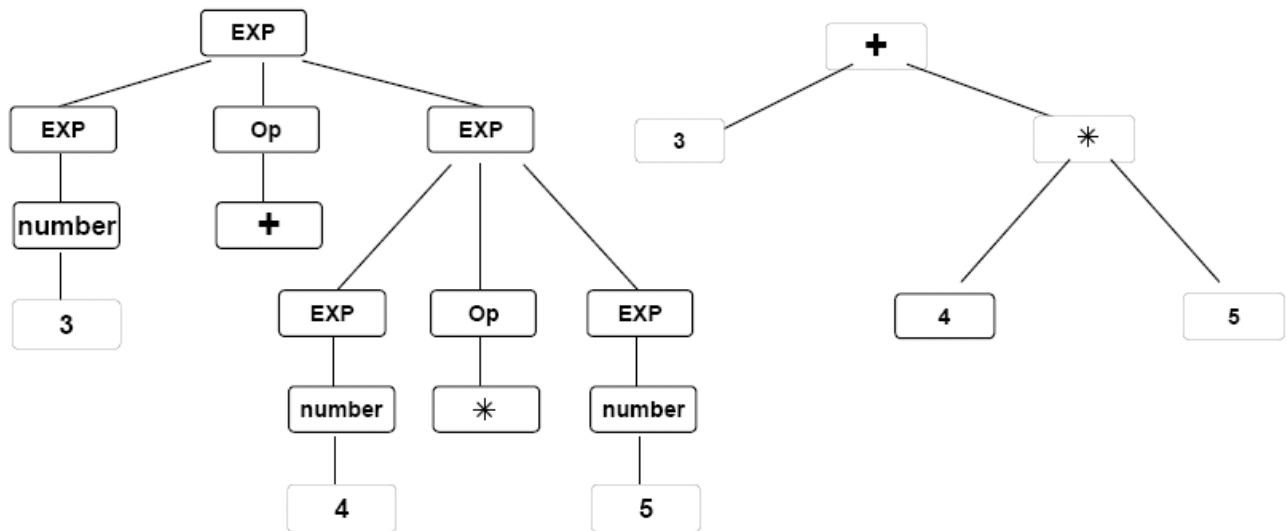 EXP
+
EXP Op EXP
3 *
number +
EXP Op EXP
4 5
3
number * number
4 5